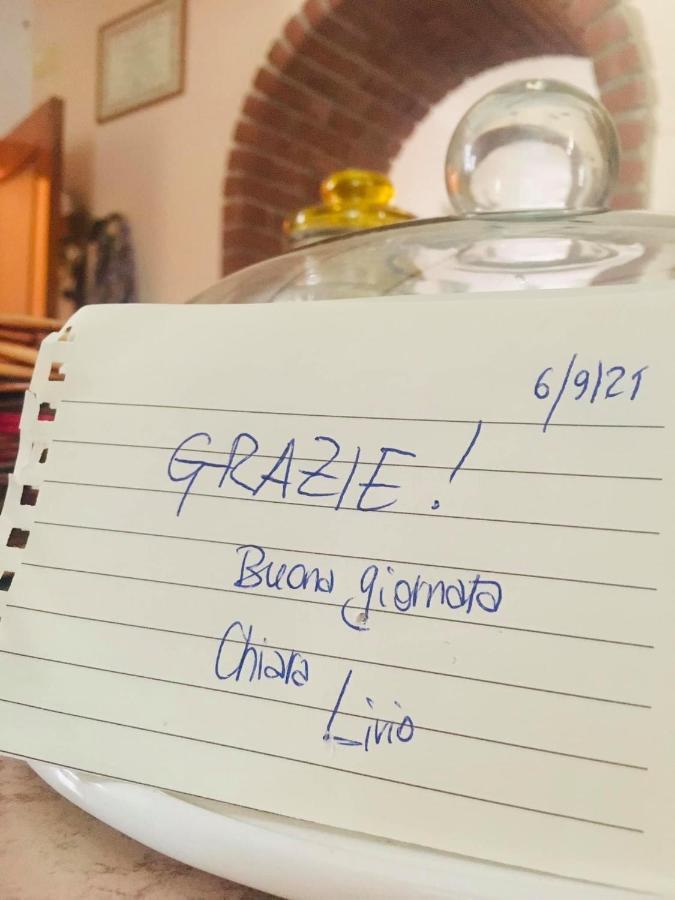 6/9/21
GRAZIE!
Buona giornata
Chiara
Livio